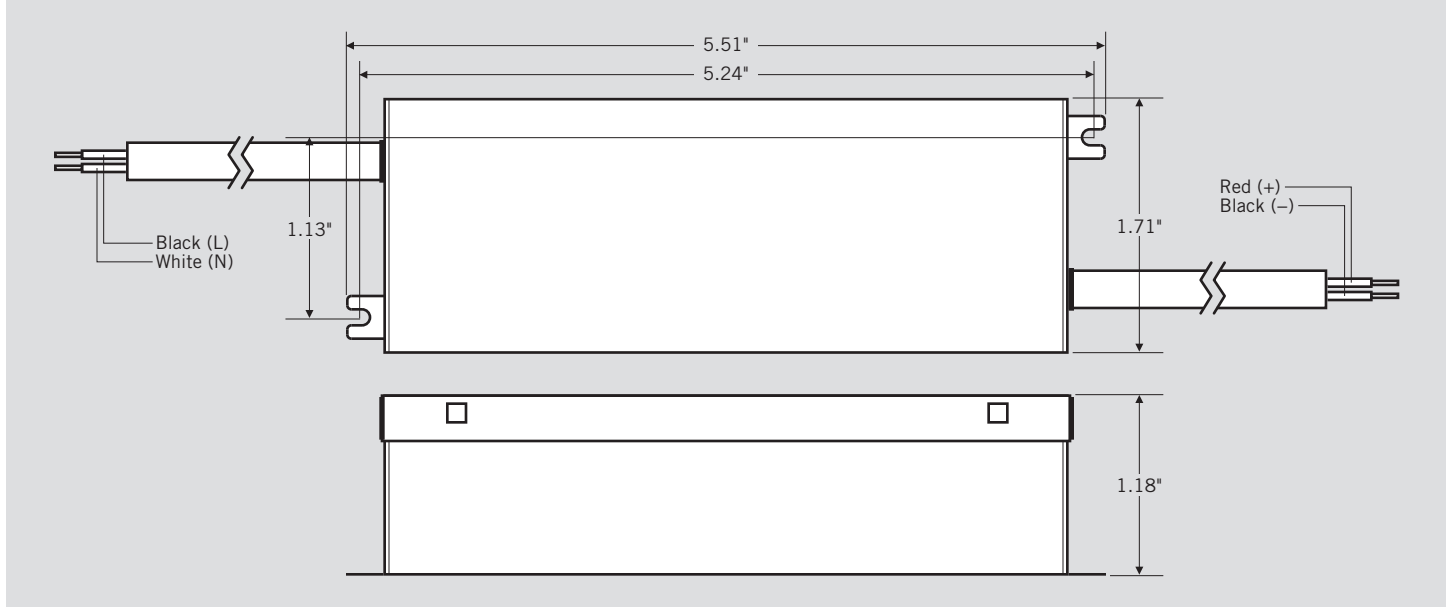 5.51"
5.24"
1.13"
1.71"
Red (+)
Black (–)
Black (L)
White (N)
1.18"